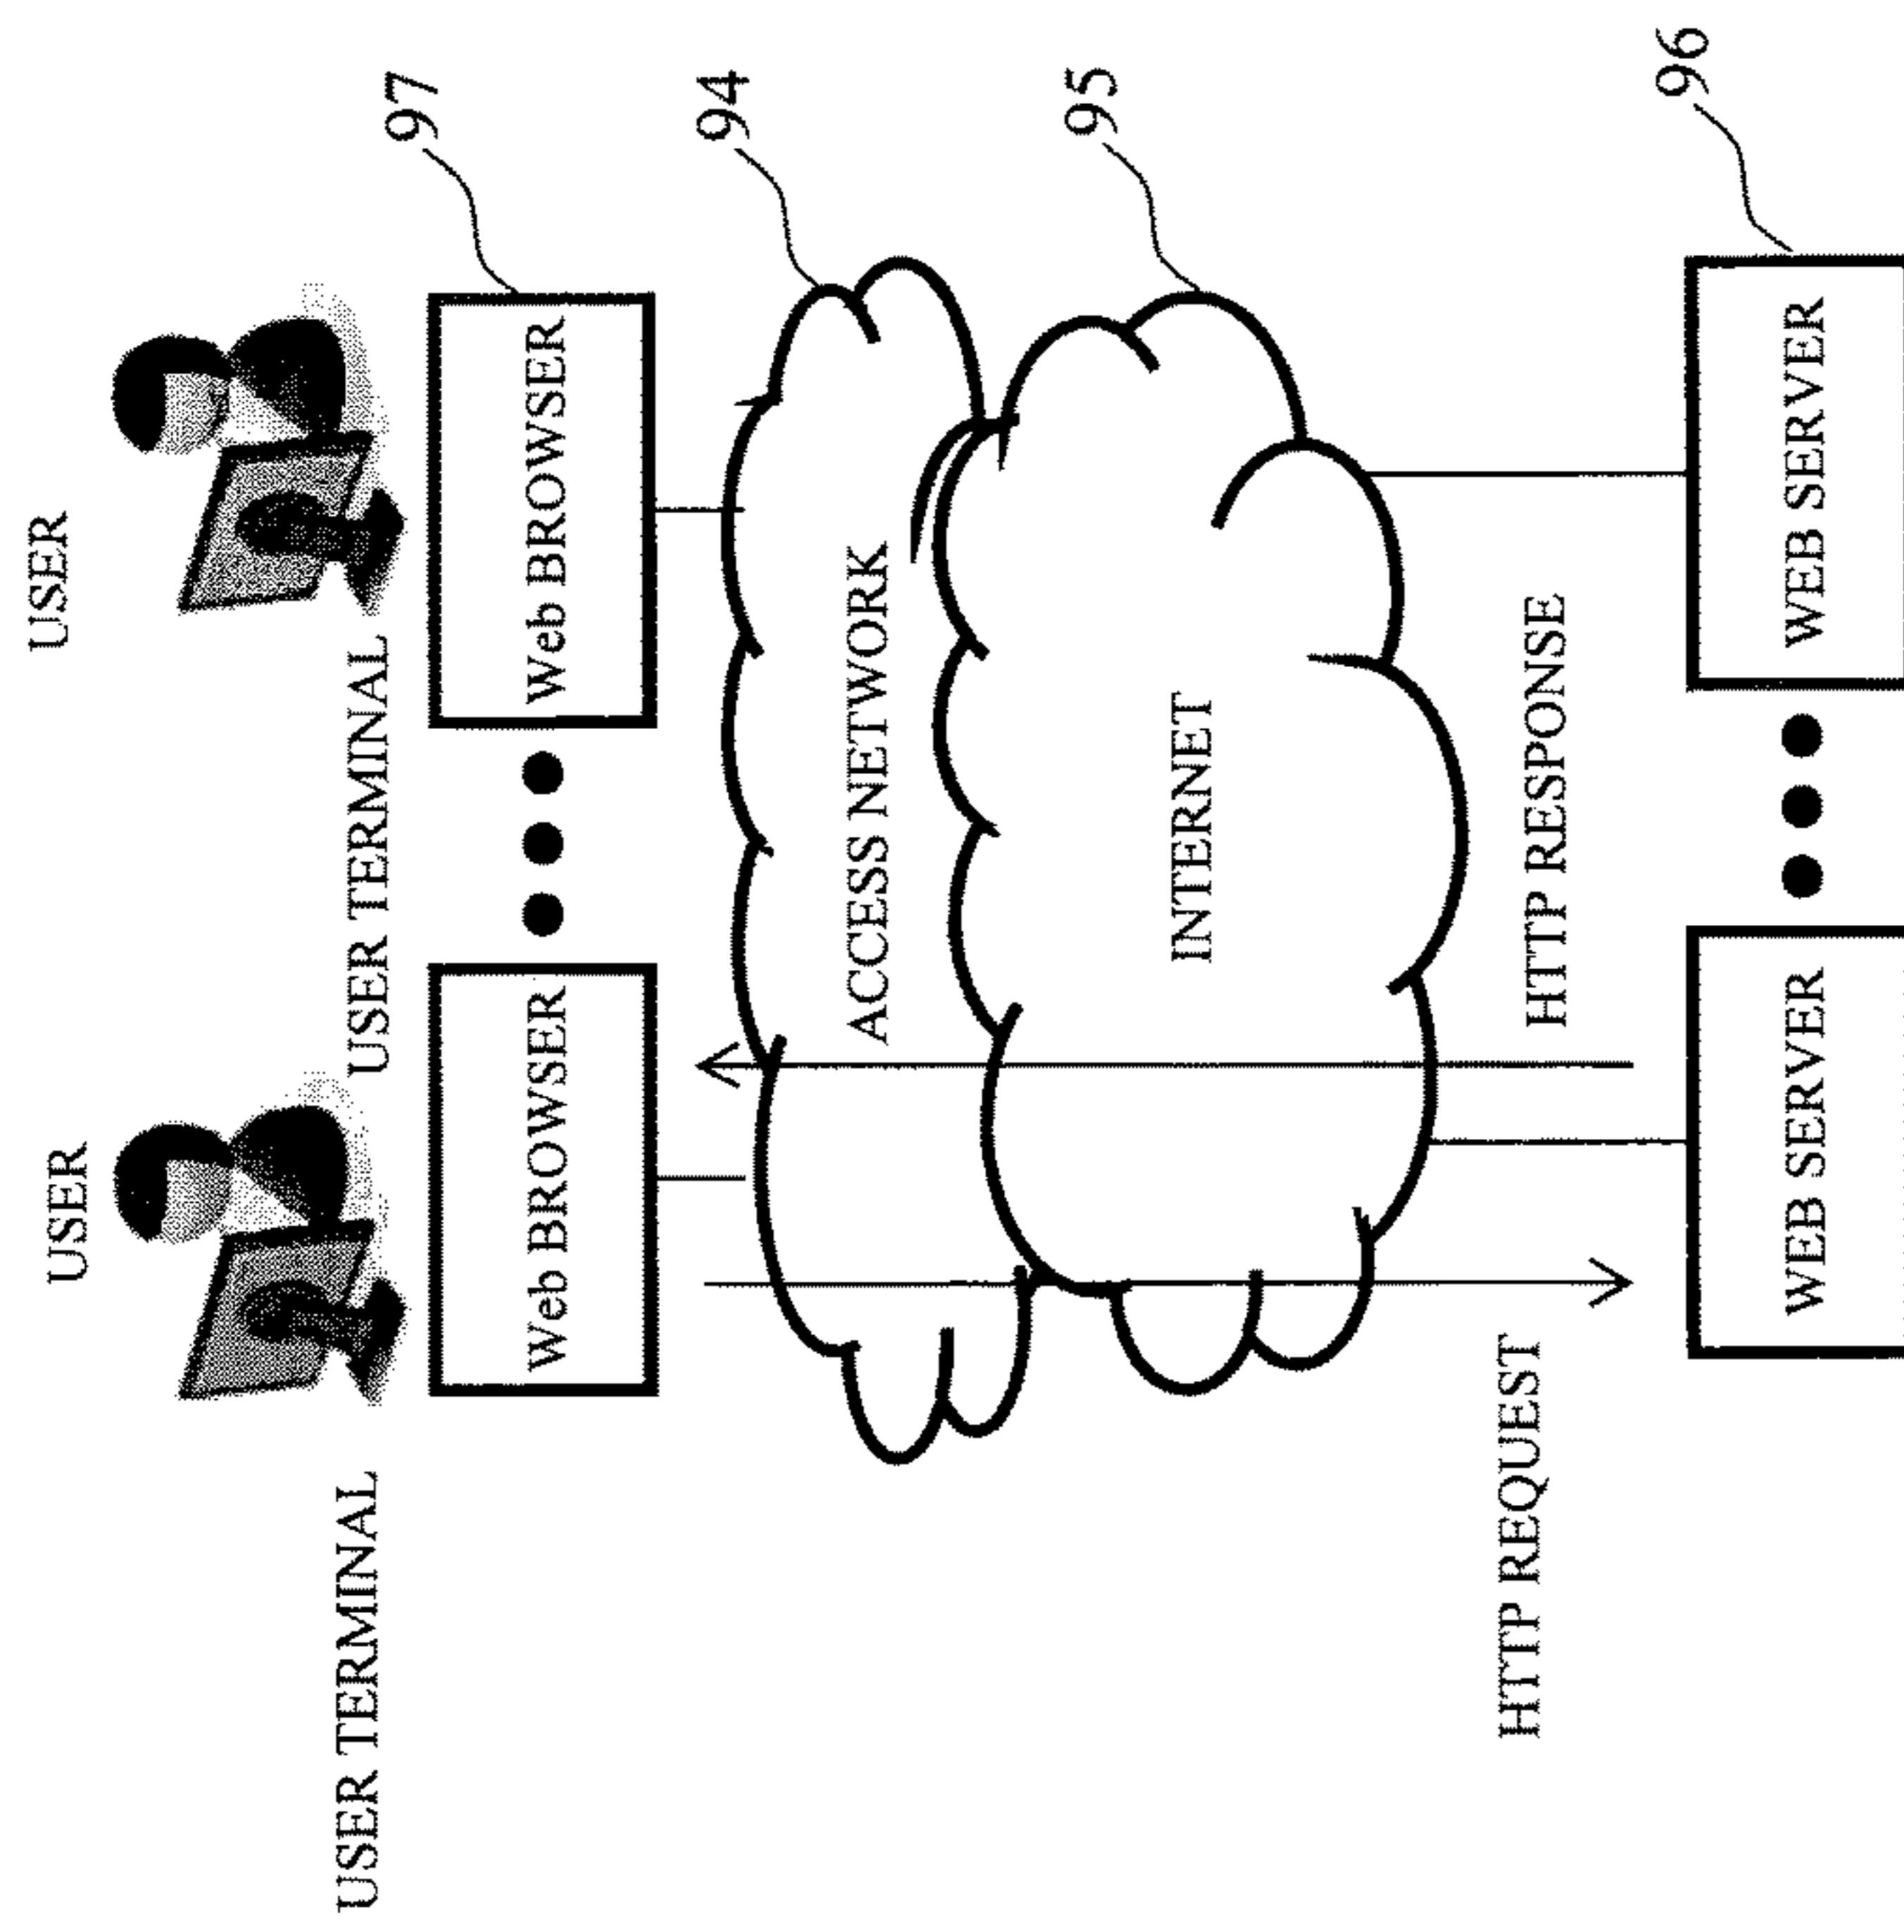 USER
USER
USER TERMINAL
USER TERMINAL
97
Web BROWSER
Web BROWSER
94
ACCESS NETWORK
95
INTERNET
HTTP REQUEST
HTTP RESPONSE
96
WEB SERVER
WEB SERVER